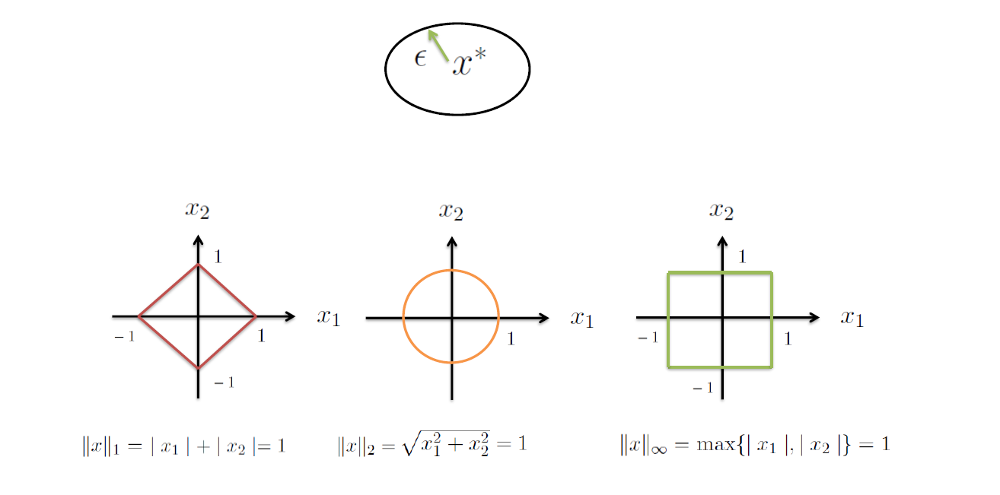 ϵ x*
x₂ x₂ x₂
1 1
x₁ x₁ x₁
– 1 1 1 – 1 1
– 1 – 1
‖x‖₁ = | x₁ | + | x₂ |= 1 ‖x‖₂ = √(x₁² + x₂²) = 1 ‖x‖∞ = max{| x₁ |, | x₂ |} = 1